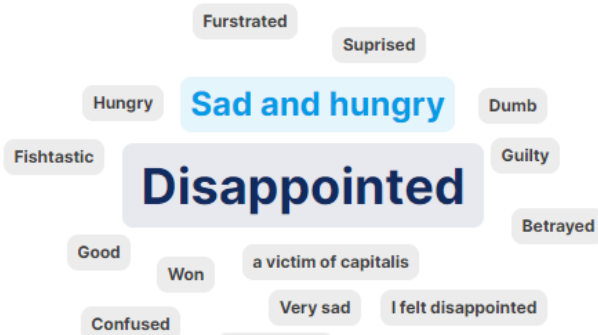 Furstrated
Suprised
Hungry
Sad and hungry
Dumb
Fishtastic
Disappointed
Guilty
Betrayed
Good
Won
a victim of capitalis
Very sad
I felt disappointed
Confused